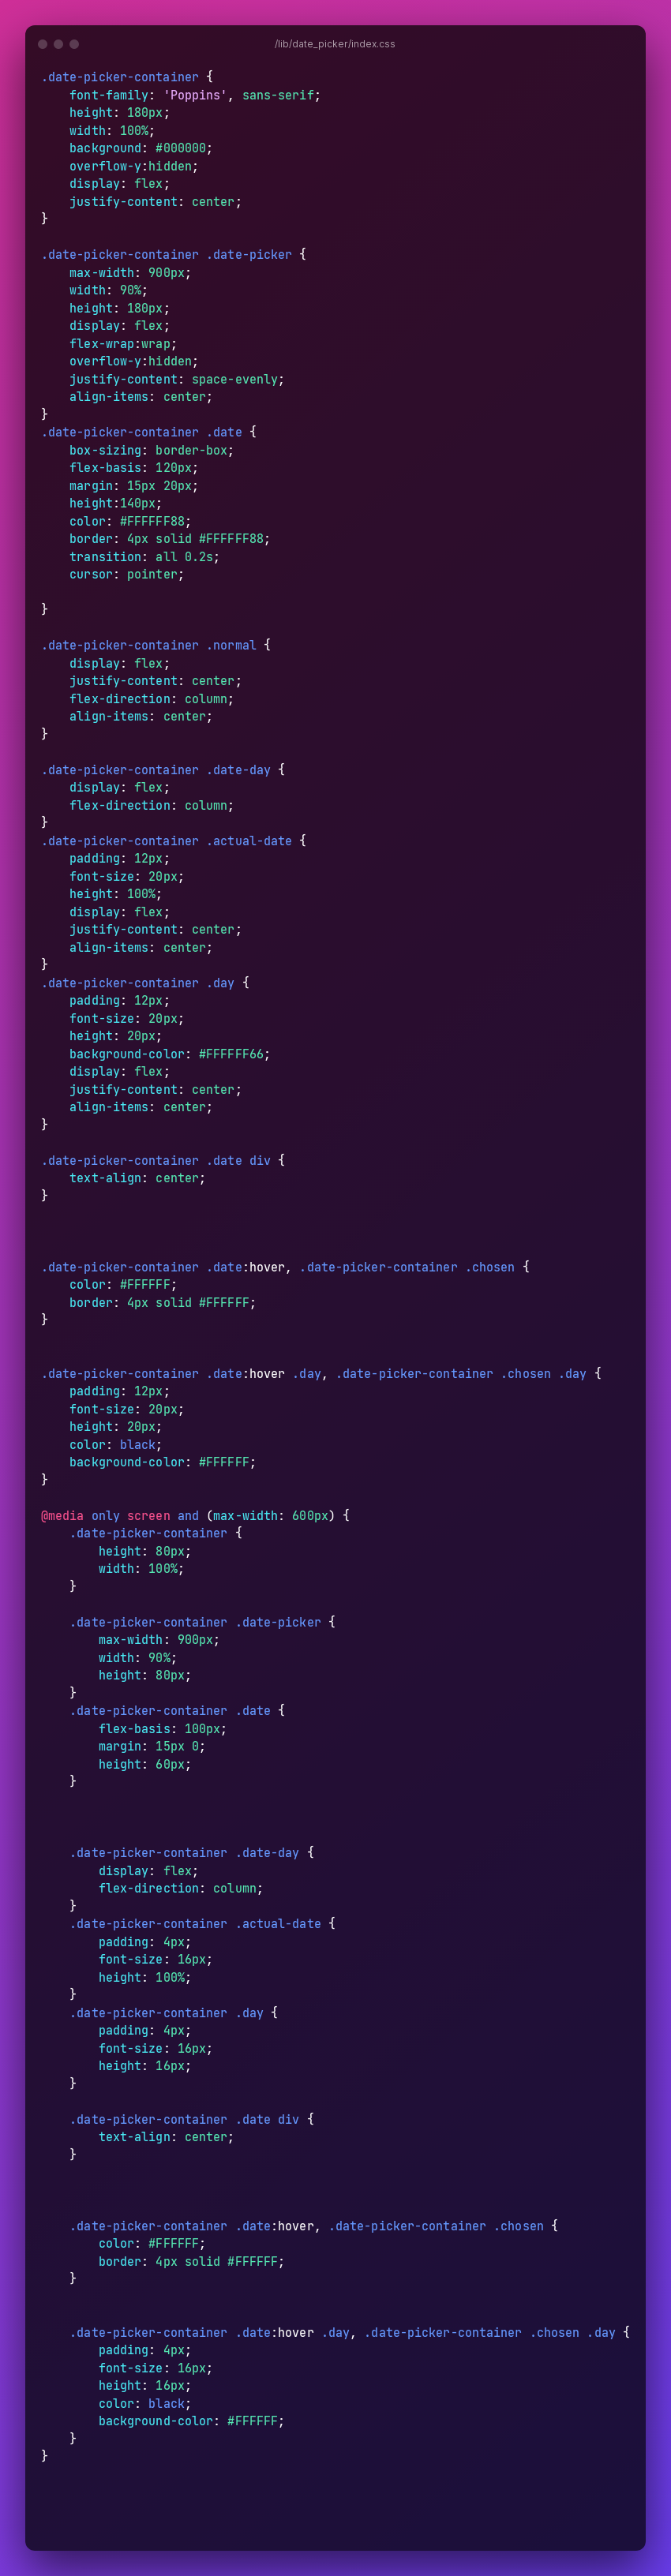 /lib/date_picker/index.css
.date-picker-container {
    font-family: 'Poppins', sans-serif;
    height: 180px;
    width: 100%;
    background: #000000;
    overflow-y:hidden;
    display: flex;
    justify-content: center;
}

.date-picker-container .date-picker {
    max-width: 900px;
    width: 90%;
    height: 180px;
    display: flex;
    flex-wrap:wrap;
    overflow-y:hidden;
    justify-content: space-evenly;
    align-items: center;
}
.date-picker-container .date {
    box-sizing: border-box;
    flex-basis: 120px;
    margin: 15px 20px;
    height:140px;
    color: #FFFFFF88;
    border: 4px solid #FFFFFF88;
    transition: all 0.2s;
    cursor: pointer;

}

.date-picker-container .normal {
    display: flex;
    justify-content: center;
    flex-direction: column;
    align-items: center;
}

.date-picker-container .date-day {
    display: flex;
    flex-direction: column;
}
.date-picker-container .actual-date {
    padding: 12px;
    font-size: 20px;
    height: 100%;
    display: flex;
    justify-content: center;
    align-items: center;
}
.date-picker-container .day {
    padding: 12px;
    font-size: 20px;
    height: 20px;
    background-color: #FFFFFF66;
    display: flex;
    justify-content: center;
    align-items: center;
}

.date-picker-container .date div {
    text-align: center;
}



.date-picker-container .date:hover, .date-picker-container .chosen {
    color: #FFFFFF;
    border: 4px solid #FFFFFF;
}


.date-picker-container .date:hover .day, .date-picker-container .chosen .day {
    padding: 12px;
    font-size: 20px;
    height: 20px;
    color: black;
    background-color: #FFFFFF;
}

@media only screen and (max-width: 600px) {
    .date-picker-container {
        height: 80px;
        width: 100%;
    }

    .date-picker-container .date-picker {
        max-width: 900px;
        width: 90%;
        height: 80px;
    }
    .date-picker-container .date {
        flex-basis: 100px;
        margin: 15px 0;
        height: 60px;
    }



    .date-picker-container .date-day {
        display: flex;
        flex-direction: column;
    }
    .date-picker-container .actual-date {
        padding: 4px;
        font-size: 16px;
        height: 100%;
    }
    .date-picker-container .day {
        padding: 4px;
        font-size: 16px;
        height: 16px;
    }

    .date-picker-container .date div {
        text-align: center;
    }



    .date-picker-container .date:hover, .date-picker-container .chosen {
        color: #FFFFFF;
        border: 4px solid #FFFFFF;
    }


    .date-picker-container .date:hover .day, .date-picker-container .chosen .day {
        padding: 4px;
        font-size: 16px;
        height: 16px;
        color: black;
        background-color: #FFFFFF;
    }
}